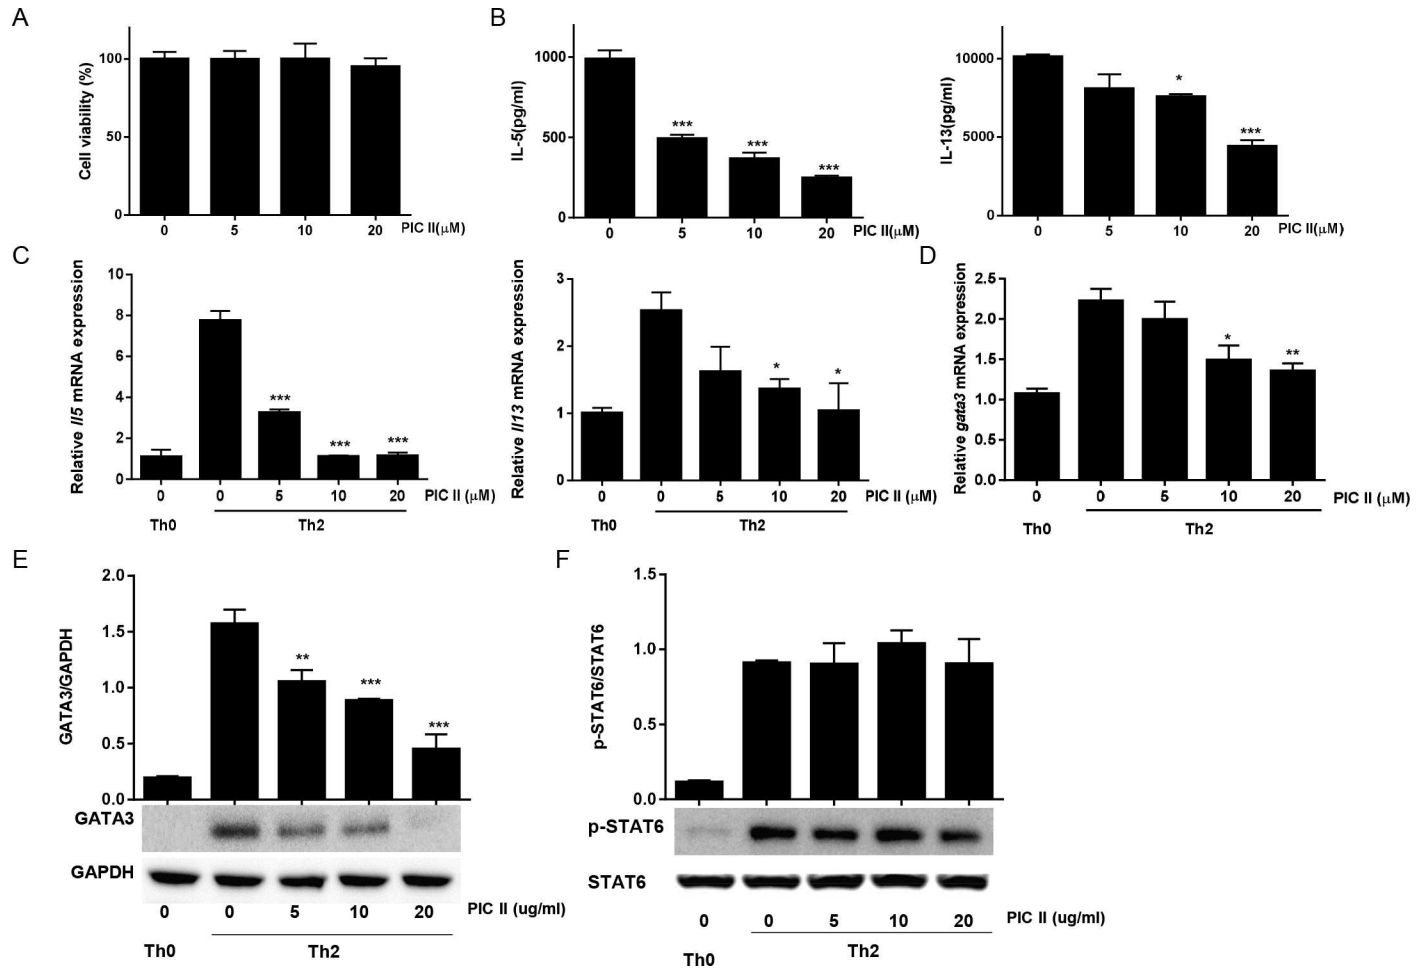 A
Cell viability (%)
100
50
0
0 5 10 20 PIC II(μM)
B
IL-5(pg/ml)
1000
500
0
*** *** ***
0 5 10 20 PIC II(μM)
IL-13(pg/ml)
10000
5000
0
* ***
0 5 10 20 PIC II(μM)
C
Relative Il5 mRNA expression
10
8
6
4
2
0
*** *** ***
0 0 5 10 20 PIC II (μM)
Th0 Th2
Relative Il13 mRNA expression
3
2
1
0
* *
0 0 5 10 20 PIC II (μM)
Th0 Th2
D
Relative gata3 mRNA expression
2.5
2.0
1.5
1.0
0.5
0.0
* **
0 0 5 10 20 PIC II (μM)
Th0 Th2
E
GATA3/GAPDH
2.0
1.5
1.0
0.5
0.0
** *** ***
GATA3
GAPDH
0 0 5 10 20 PIC II (ug/ml)
Th0 Th2
F
p-STAT6/STAT6
1.5
1.0
0.5
0.0
p-STAT6
STAT6
0 0 5 10 20 PIC II (ug/ml)
Th0 Th2